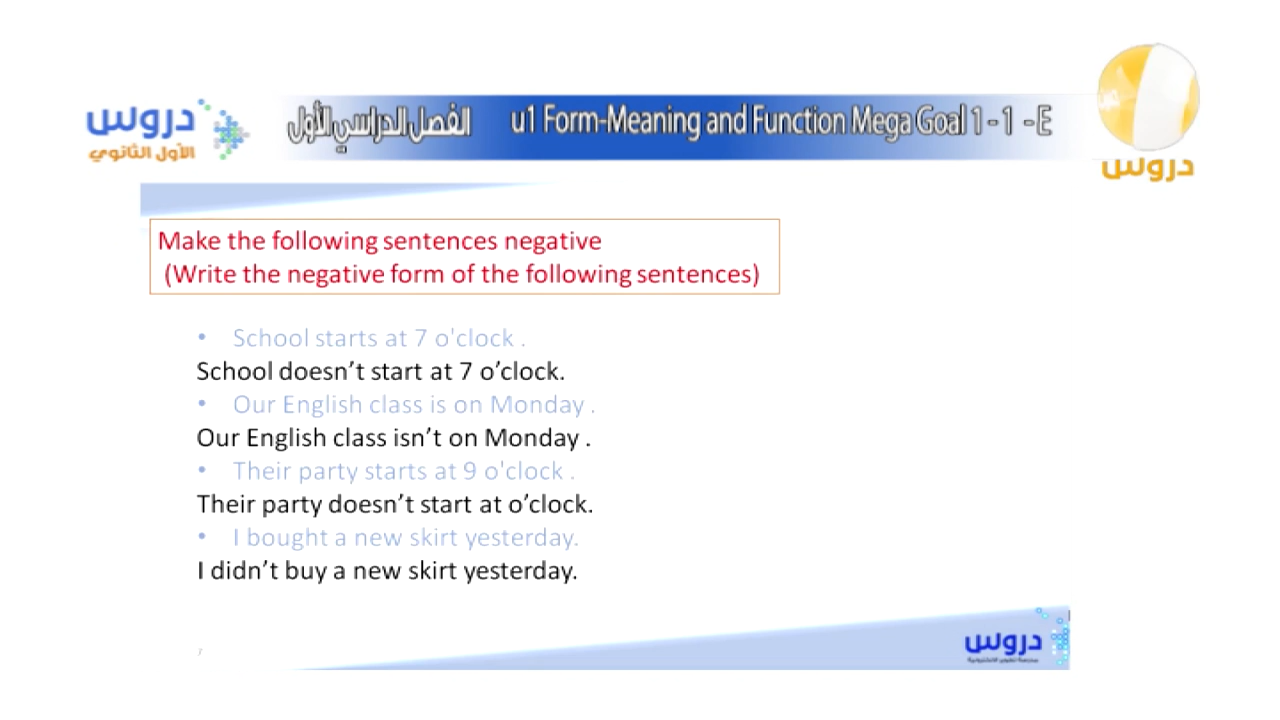 دروس
الأول الثانوي
الفصل الدراسي الأول
u1 Form-Meaning and Function Mega Goal 1 - 1 - E
دروس
Make the following sentences negative
(Write the negative form of the following sentences)
• School starts at 7 o'clock .
School doesn’t start at 7 o’clock.
• Our English class is on Monday .
Our English class isn’t on Monday .
• Their party starts at 9 o'clock .
Their party doesn’t start at o’clock.
• I bought a new skirt yesterday.
I didn’t buy a new skirt yesterday.
دروس